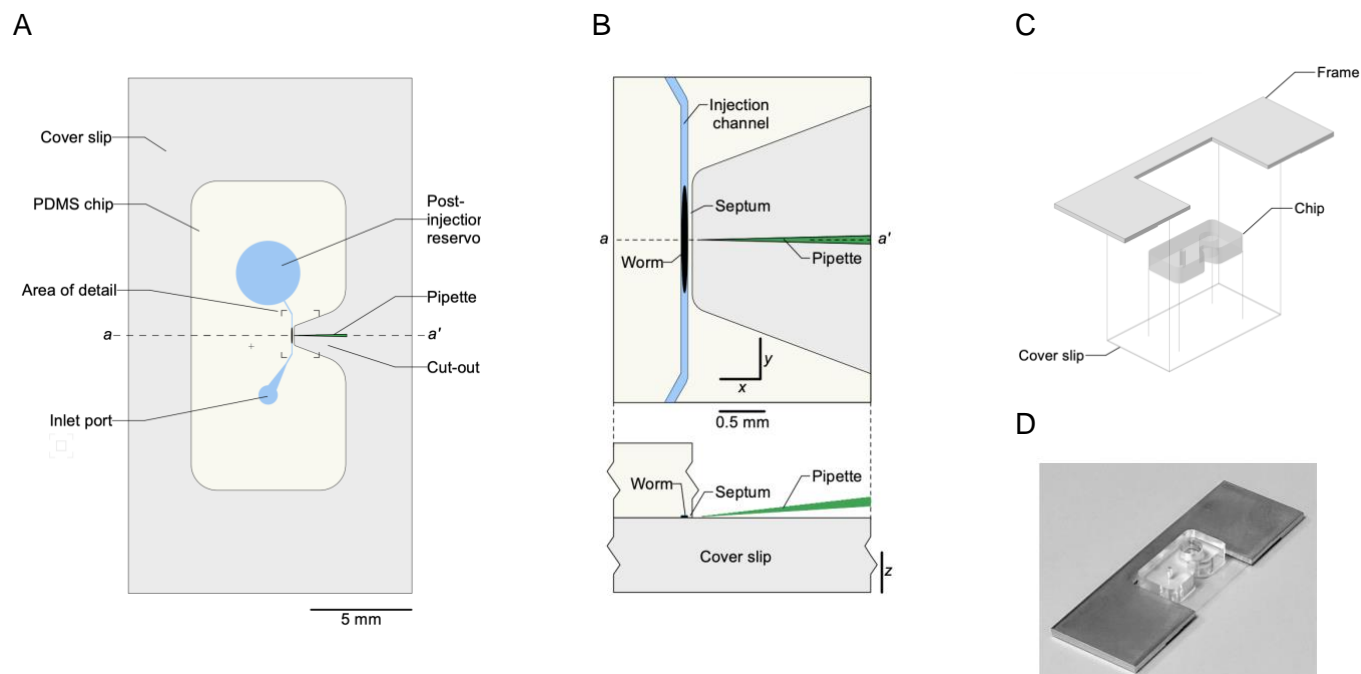 A
Cover slip
PDMS chip
Post-
injection
reservo
Area of detail
Pipette
a
a'
Cut-out
Inlet port
5 mm
B
Injection
channel
Septum
a
a'
Worm
Pipette
y
x
0.5 mm
Pipette
Worm
Septum
Cover slip
z
C
Frame
Chip
Cover slip
D